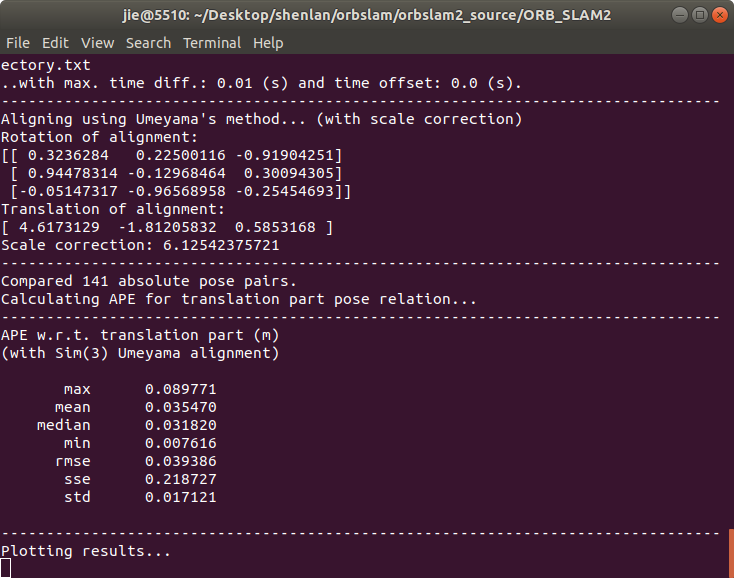 jie@5510: ~/Desktop/shenlan/orbslam/orbslam2_source/ORB_SLAM2
File Edit View Search Terminal Help
ectory.txt
..with max. time diff.: 0.01 (s) and time offset: 0.0 (s).
--------------------------------------------------------------------------------
Aligning using Umeyama's method... (with scale correction)
Rotation of alignment:
[[ 0.3236284   0.22500116 -0.91904251]
 [ 0.94478314 -0.12968464  0.30094305]
 [-0.05147317 -0.96568958 -0.25454693]]
Translation of alignment:
[ 4.6173129  -1.81205832  0.5853168 ]
Scale correction: 6.12542375721
--------------------------------------------------------------------------------
Compared 141 absolute pose pairs.
Calculating APE for translation part pose relation...
--------------------------------------------------------------------------------
APE w.r.t. translation part (m)
(with Sim(3) Umeyama alignment)
       max	0.089771
      mean	0.035470
    median	0.031820
       min	0.007616
      rmse	0.039386
       sse	0.218727
       std	0.017121
--------------------------------------------------------------------------------
Plotting results...